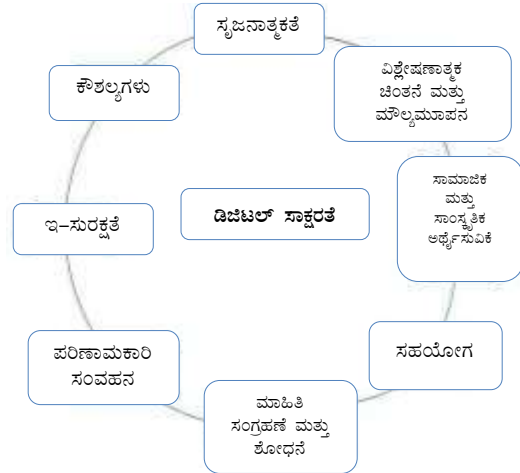 ಸೃಜನಾತ್ಮಕತೆ
ವಿಶ್ಲೇಷಣಾತ್ಮಕ
ಚಿಂತನೆ ಮತ್ತು
ಮೌಲ್ಯಮಾಪನ
ಸಾಮಾಜಿಕ
ಮತ್ತು
ಸಾಂಸ್ಕೃತಿಕ
ಅರ್ಥೈಸುವಿಕೆ
ಸಹಯೋಗ
ಮಾಹಿತಿ
ಸಂಗ್ರಹಣೆ ಮತ್ತು
ಶೋಧನೆ
ಪರಿಣಾಮಕಾರಿ
ಸಂವಹನ
ಇ-ಸುರಕ್ಷತೆ
ಕೌಶಲ್ಯಗಳು
ಡಿಜಿಟಲ್ ಸಾಕ್ಷರತೆ